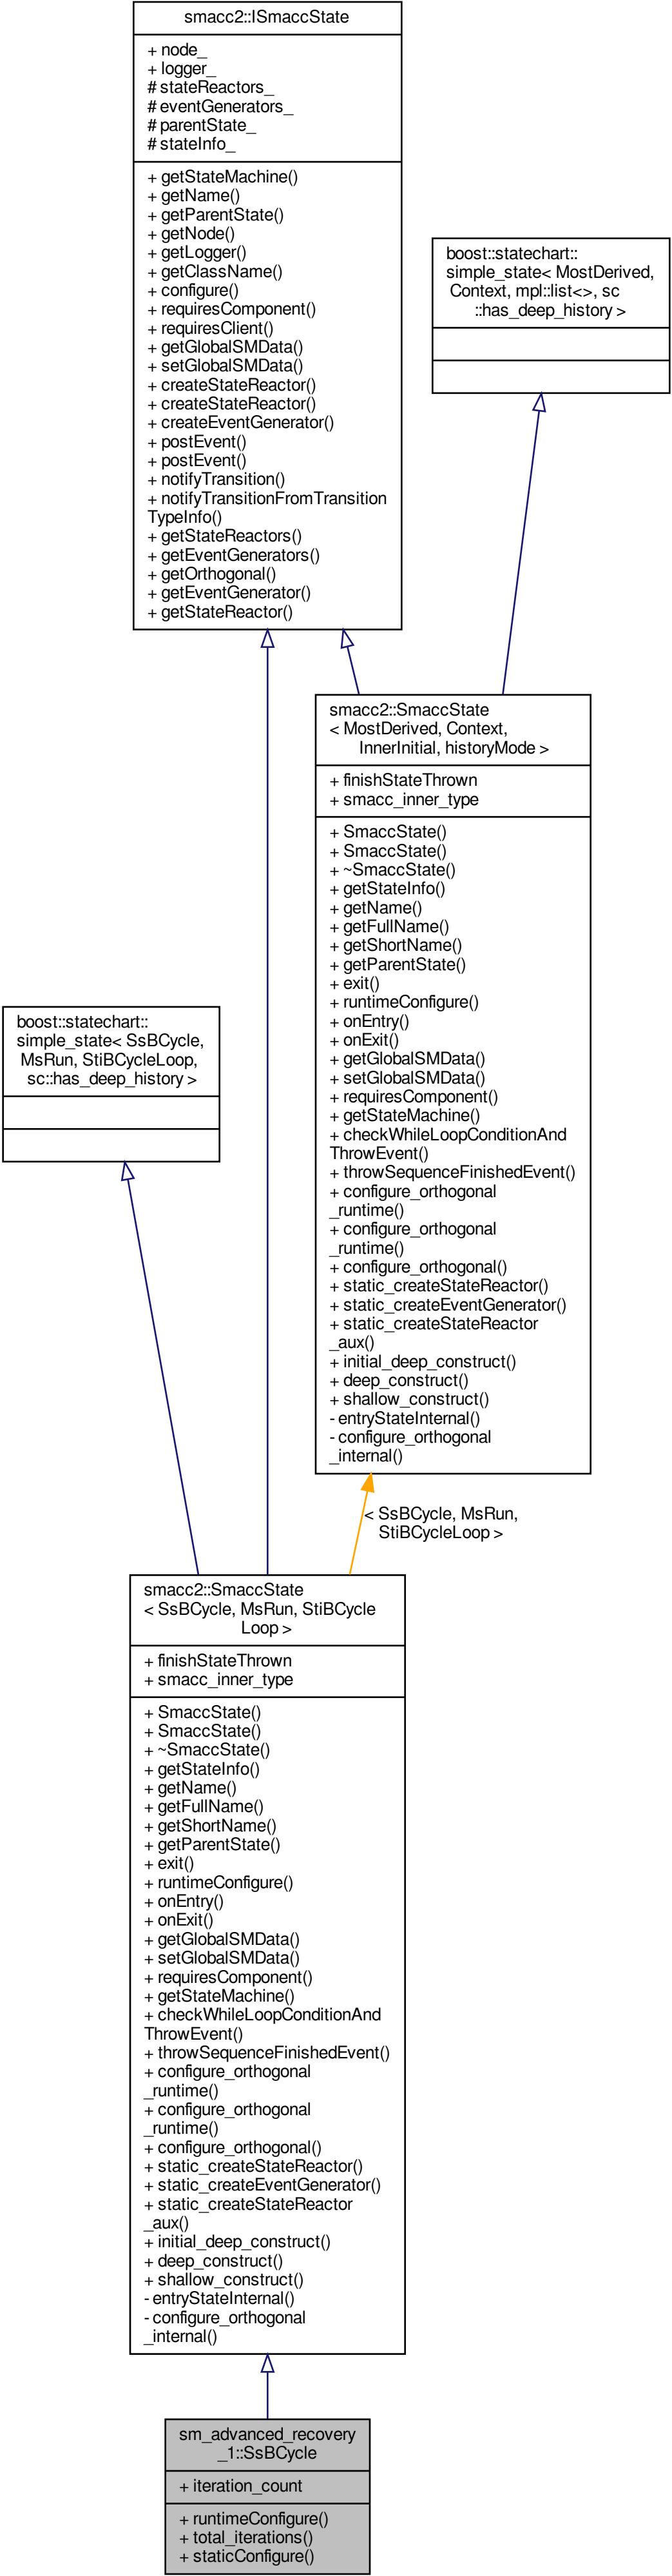 smacc2::ISmaccState
+ node_
+ logger_
# stateReactors_
# eventGenerators_
# parentState_
# stateInfo_
+ getStateMachine()
+ getName()
+ getParentState()
+ getNode()
+ getLogger()
+ getClassName()
+ configure()
+ requiresComponent()
+ requiresClient()
+ getGlobalSMData()
+ setGlobalSMData()
+ createStateReactor()
+ createStateReactor()
+ createEventGenerator()
+ postEvent()
+ postEvent()
+ notifyTransition()
+ notifyTransitionFromTransition
TypeInfo()
+ getStateReactors()
+ getEventGenerators()
+ getOrthogonal()
+ getEventGenerator()
+ getStateReactor()
boost::statechart::
simple_state< MostDerived,
Context, mpl::list<>, sc
::has_deep_history >
smacc2::SmaccState
< MostDerived, Context,
InnerInitial, historyMode >
+ finishStateThrown
+ smacc_inner_type
+ SmaccState()
+ SmaccState()
+ ~SmaccState()
+ getStateInfo()
+ getName()
+ getFullName()
+ getShortName()
+ getParentState()
+ exit()
+ runtimeConfigure()
+ onEntry()
+ onExit()
+ getGlobalSMData()
+ setGlobalSMData()
+ requiresComponent()
+ getStateMachine()
+ checkWhileLoopConditionAnd
ThrowEvent()
+ throwSequenceFinishedEvent()
+ configure_orthogonal
_runtime()
+ configure_orthogonal
_runtime()
+ configure_orthogonal()
+ static_createStateReactor()
+ static_createEventGenerator()
+ static_createStateReactor
_aux()
+ initial_deep_construct()
+ deep_construct()
+ shallow_construct()
- entryStateInternal()
- configure_orthogonal
_internal()
boost::statechart::
simple_state< SsBCycle,
MsRun, StiBCycleLoop,
sc::has_deep_history >
< SsBCycle, MsRun,
StiBCycleLoop >
smacc2::SmaccState
< SsBCycle, MsRun, StiBCycle
Loop >
+ finishStateThrown
+ smacc_inner_type
+ SmaccState()
+ SmaccState()
+ ~SmaccState()
+ getStateInfo()
+ getName()
+ getFullName()
+ getShortName()
+ getParentState()
+ exit()
+ runtimeConfigure()
+ onEntry()
+ onExit()
+ getGlobalSMData()
+ setGlobalSMData()
+ requiresComponent()
+ getStateMachine()
+ checkWhileLoopConditionAnd
ThrowEvent()
+ throwSequenceFinishedEvent()
+ configure_orthogonal
_runtime()
+ configure_orthogonal
_runtime()
+ configure_orthogonal()
+ static_createStateReactor()
+ static_createEventGenerator()
+ static_createStateReactor
_aux()
+ initial_deep_construct()
+ deep_construct()
+ shallow_construct()
- entryStateInternal()
- configure_orthogonal
_internal()
sm_advanced_recovery
_1::SsBCycle
+ iteration_count
+ runtimeConfigure()
+ total_iterations()
+ staticConfigure()